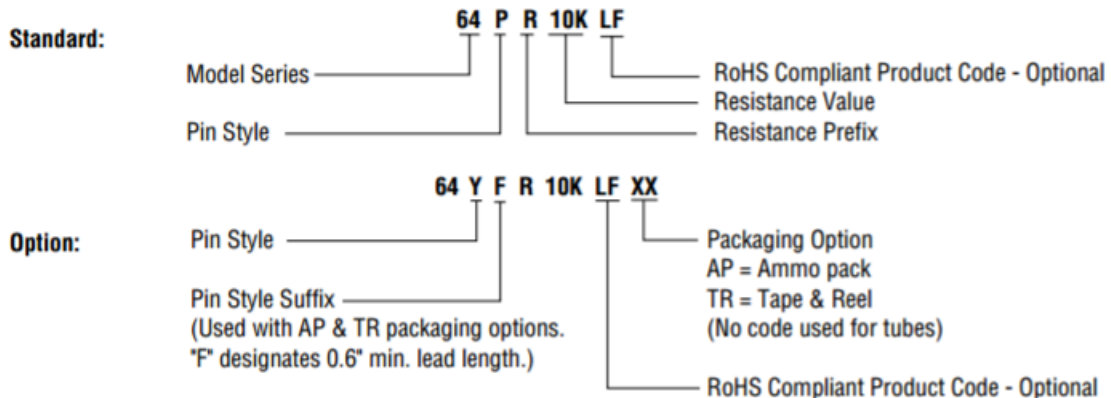 Standard:
64 P R 10K LF
Model Series
RoHS Compliant Product Code - Optional
Resistance Value
Pin Style
Resistance Prefix
Option:
64 Y F R 10K LF XX
Pin Style
Packaging Option
AP = Ammo pack
Pin Style Suffix
TR = Tape & Reel
(Used with AP & TR packaging options.
(No code used for tubes)
"F" designates 0.6" min. lead length.)
RoHS Compliant Product Code - Optional